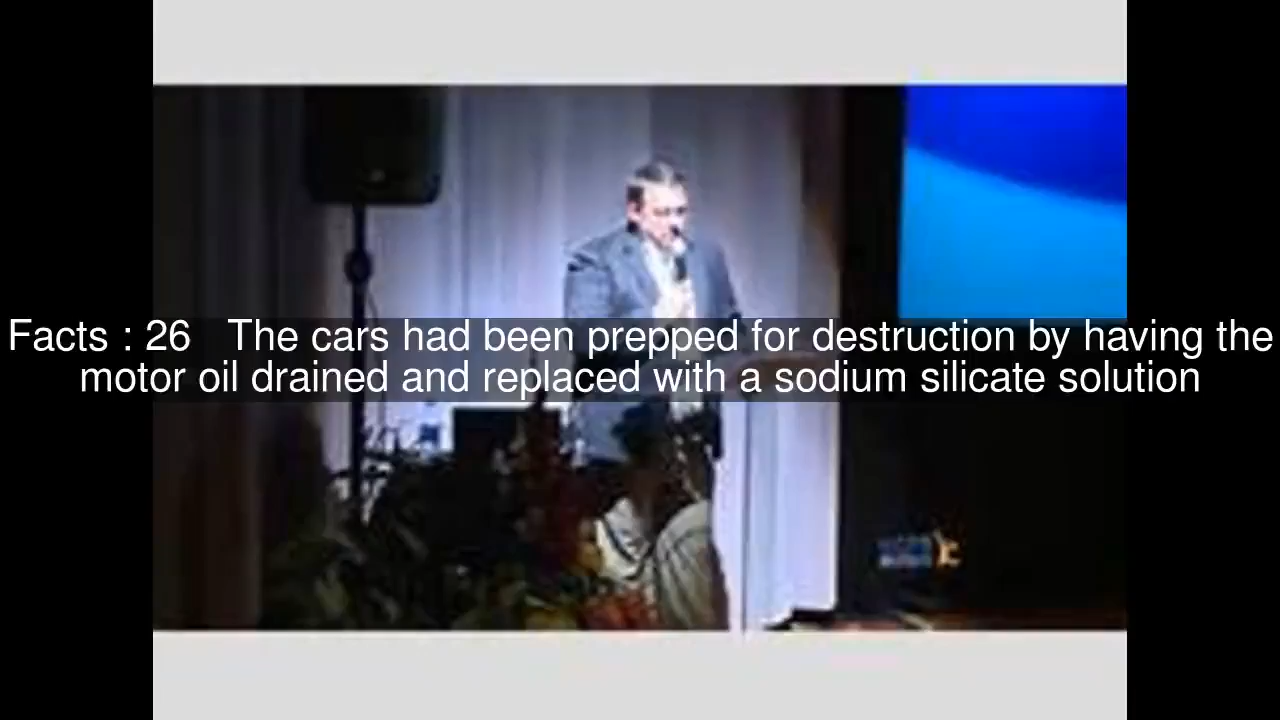 Facts : 26 The cars had been prepped for destruction by having the
motor oil drained and replaced with a sodium silicate solution